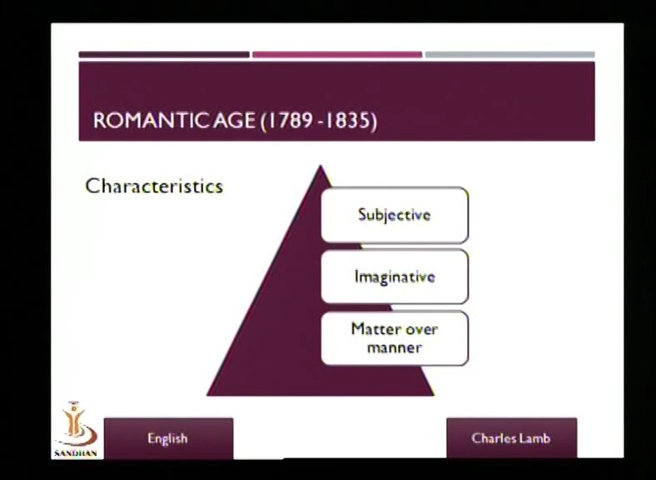 ROMANTIC AGE (1789 -1835)
Characteristics
Subjective
Imaginative
Matter over
manner
SANDHAN
English
Charles Lamb